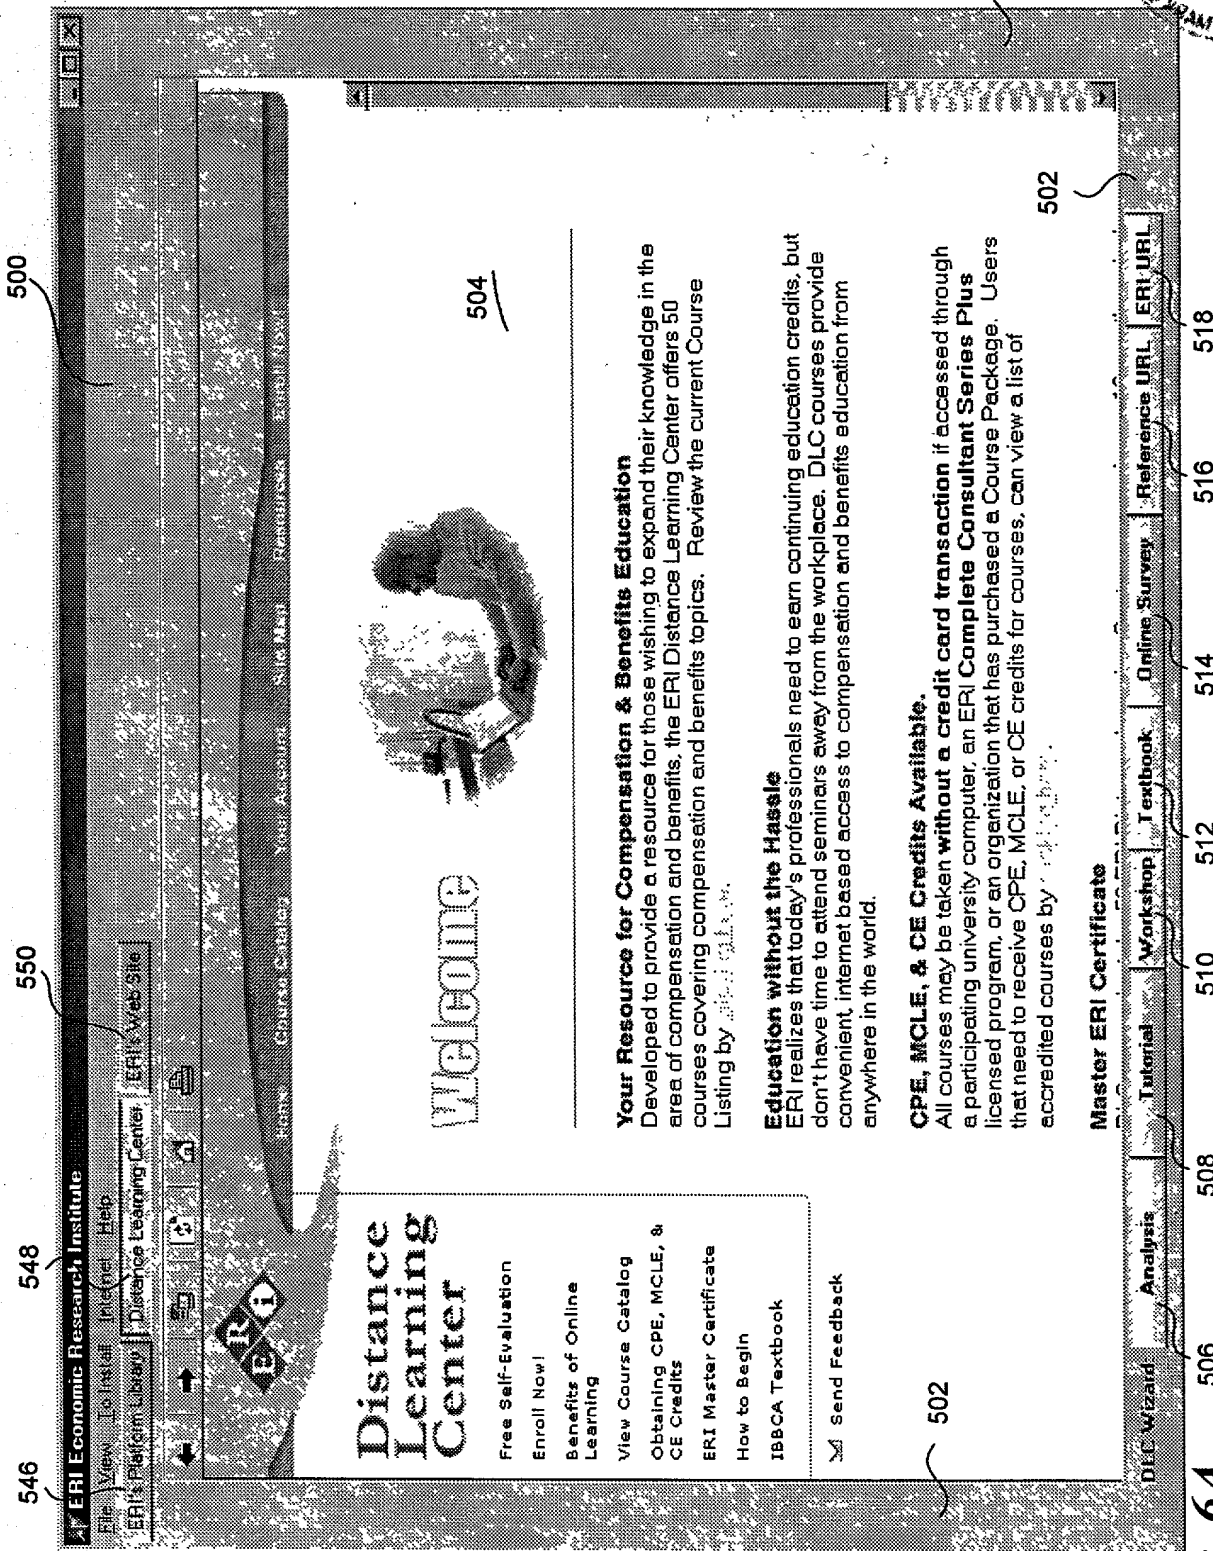 546
548
550
500
ERI Economic Research Institute
File View To Install Internet Help
ERI's Platform Library Distance Learning Center ERI's Web Site
E R i
Home Course Catalog Your Account Site Map
Distance
Learning
Center
Free Self-Evaluation
Enroll Now!
Benefits of Online
Learning
View Course Catalog
Obtaining CPE, MCLE, &
CE Credits
ERI Master Certificate
How to Begin
IBBCA Textbook
Send Feedback
Welcome
504
Your Resource for Compensation & Benefits Education
Developed to provide a resource for those wishing to expand their knowledge in the
area of compensation and benefits, the ERI Distance Learning Center offers 50
courses covering compensation and benefits topics. Review the current Course
Listing by
Education without the Hassle
ERI realizes that today's professionals need to earn continuing education credits, but
don't have time to attend seminars away from the workplace. DLC courses provide
convenient, internet based access to compensation and benefits education from
anywhere in the world.
CPE, MCLE, & CE Credits Available.
All courses may be taken without a credit card transaction if accessed through
a participating university computer, an ERI Complete Consultant Series Plus
licensed program, or an organization that has purchased a Course Package. Users
that need to receive CPE, MCLE, or CE credits for courses, can view a list of
accredited courses by
Master ERI Certificate
502
502
DLC Wizard Analysis Tutorial Workshop Textbook Online Survey Reference URL ERI URL
506 508 510 512 514 516 518